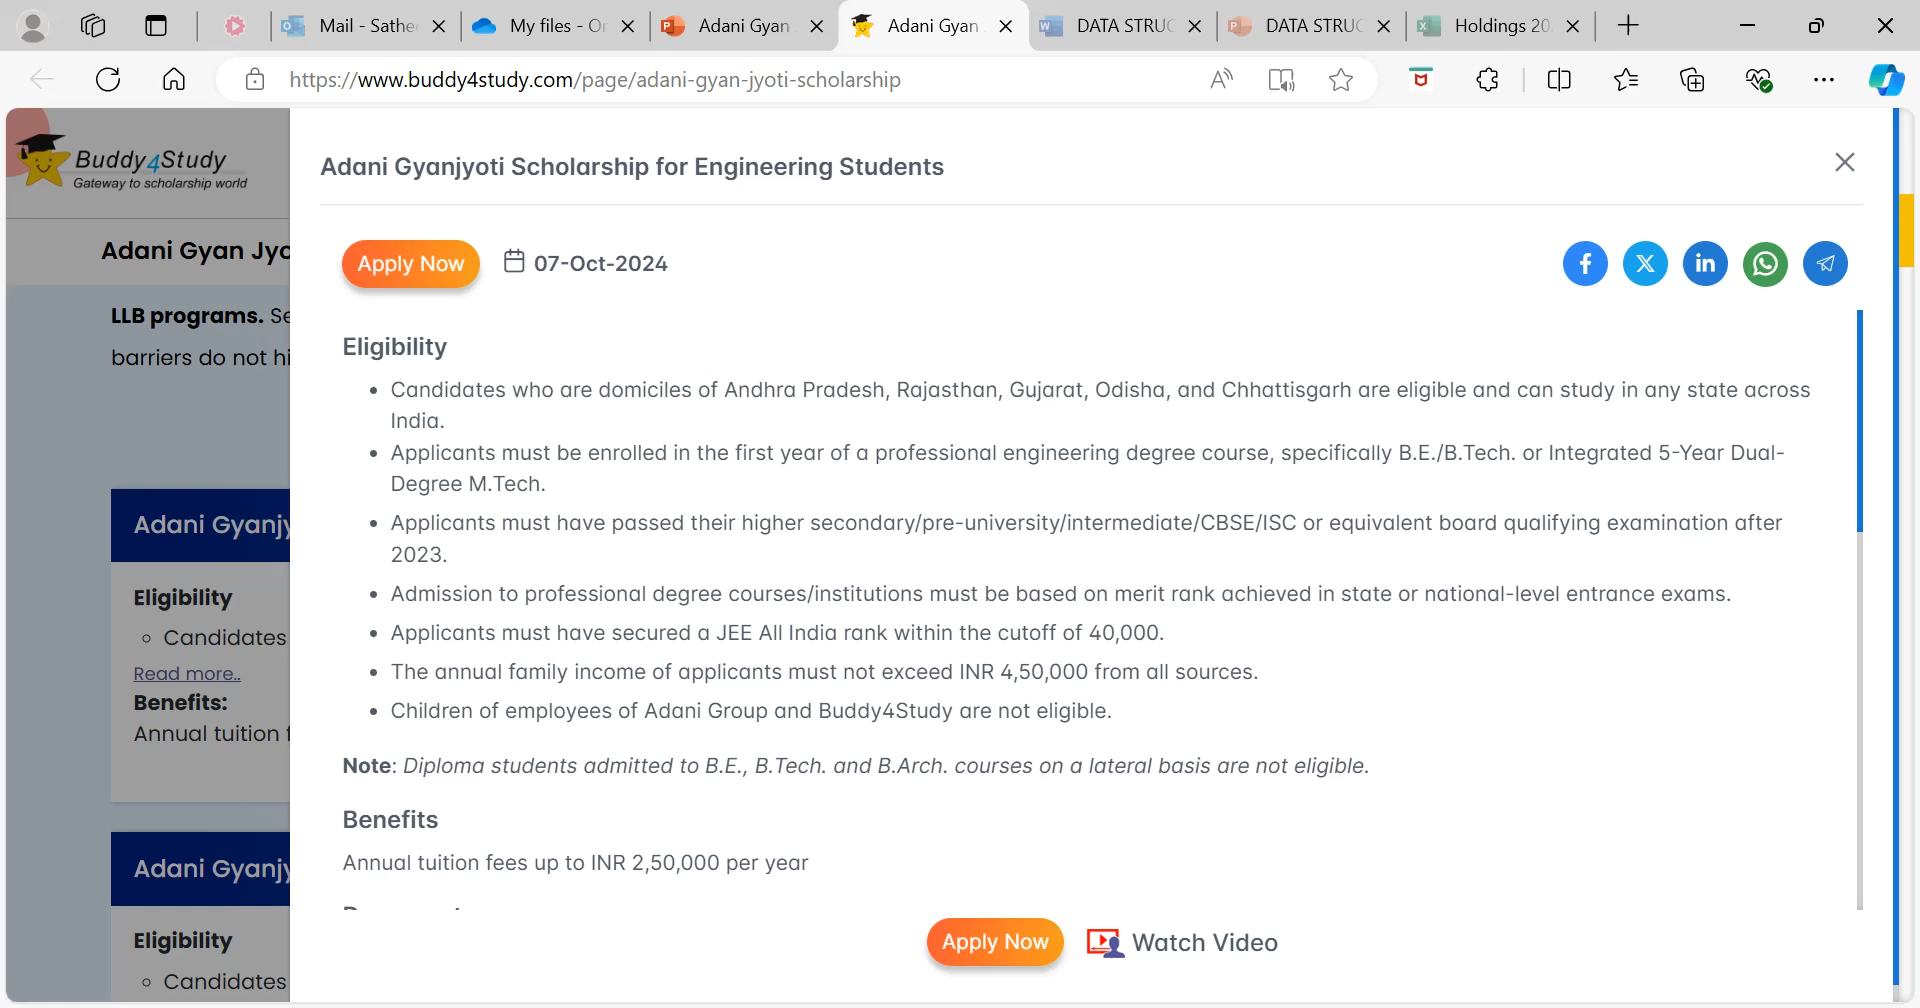 Mail - Sathe
My files - Or
Adani Gyan
Adani Gyan
DATA STRUC
DATA STRUC
Holdings 20
https://www.buddy4study.com/page/adani-gyan-jyoti-scholarship
Buddy4Study
Gateway to scholarship world
Adani Gyan Jyo
LLB programs. Se
barriers do not hi
Adani Gyanjy
Eligibility
Candidates
Read more..
Benefits:
Annual tuition f
Adani Gyanjy
Eligibility
Candidates
Adani Gyanjyoti Scholarship for Engineering Students
Apply Now
07-Oct-2024
Eligibility
• Candidates who are domiciles of Andhra Pradesh, Rajasthan, Gujarat, Odisha, and Chhattisgarh are eligible and can study in any state across
India.
• Applicants must be enrolled in the first year of a professional engineering degree course, specifically B.E./B.Tech. or Integrated 5-Year Dual-
Degree M.Tech.
• Applicants must have passed their higher secondary/pre-university/intermediate/CBSE/ISC or equivalent board qualifying examination after
2023.
• Admission to professional degree courses/institutions must be based on merit rank achieved in state or national-level entrance exams.
• Applicants must have secured a JEE All India rank within the cutoff of 40,000.
• The annual family income of applicants must not exceed INR 4,50,000 from all sources.
• Children of employees of Adani Group and Buddy4Study are not eligible.
Note: Diploma students admitted to B.E., B.Tech. and B.Arch. courses on a lateral basis are not eligible.
Benefits
Annual tuition fees up to INR 2,50,000 per year
Apply Now
Watch Video